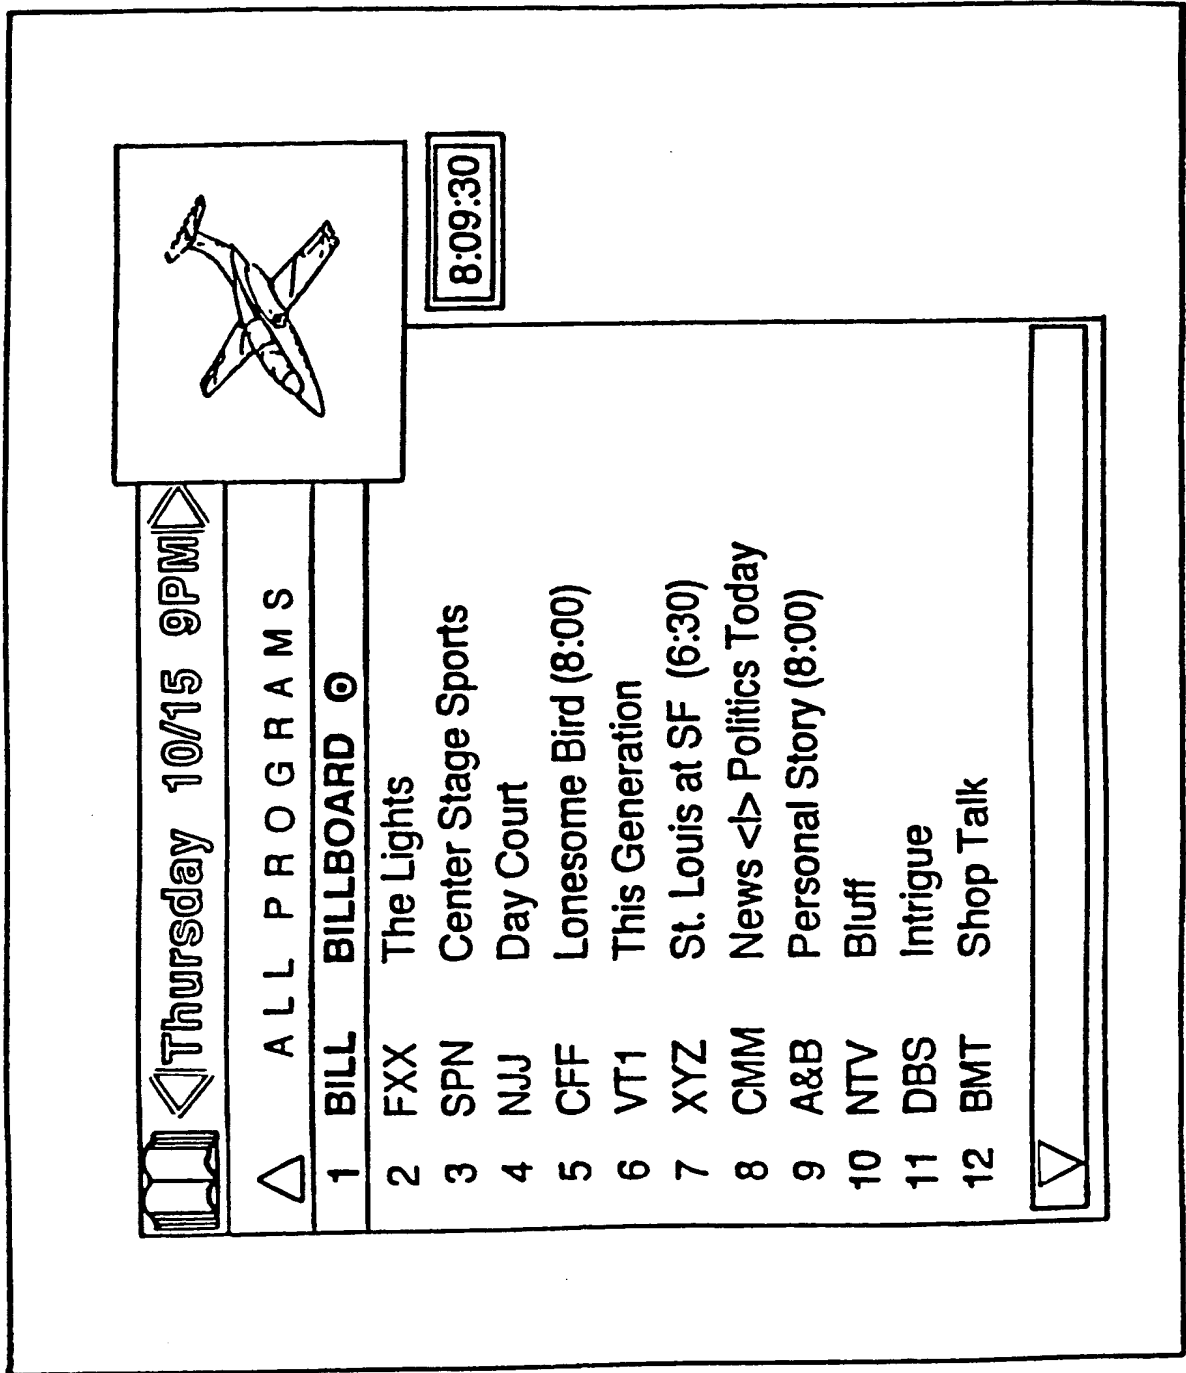 Thursday 10/15 9PM
ALL PROGRAMS
1 BILL BILLBOARD
2 FXX The Lights
3 SPN Center Stage Sports
4 NJJ Day Court
5 CFF Lonesome Bird (8:00)
6 VT1 This Generation
7 XYZ St. Louis at SF (6:30)
8 CMM News <I> Politics Today
9 A&B Personal Story (8:00)
10 NTV Bluff
11 DBS Intrigue
12 BMT Shop Talk
8:09:30